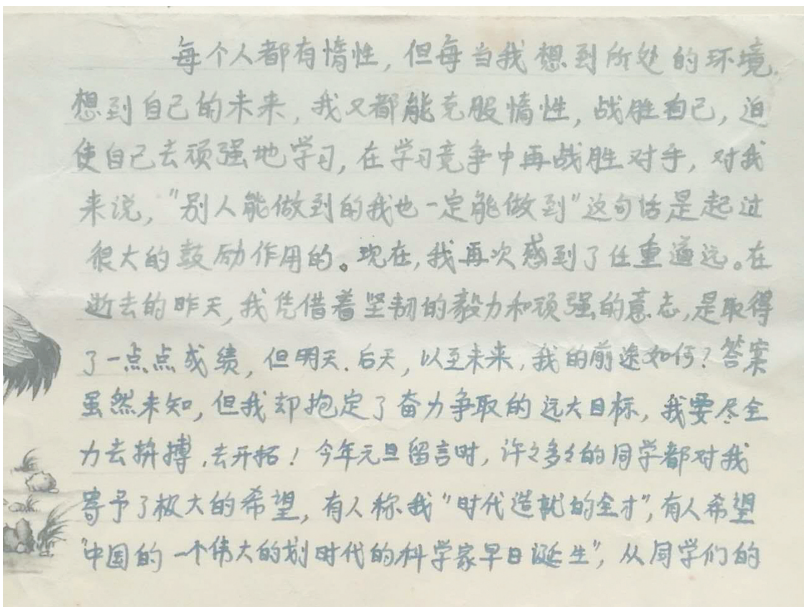 每个人都有惰性，但每当我想到所处的环境，
想到自己的未来，我又都能克服惰性，战胜自己，迫
使自己去顽强地学习，在学习竞争中再战胜对手，对我
来说，"别人能做到的我也一定能做到"这句话是起过
很大的鼓励作用的。现在，我再次感到了任重道远。在
逝去的昨天，我凭借着坚韧的毅力和顽强的意志，是取得
了一点点成绩，但明天、后天，以至未来，我的前途如何？答案
虽然未知，但我却抱定了奋力争取的远大目标，我要尽全
力去拼搏，去开拓！今年元旦留言时，许许多多的同学都对我
寄予了极大的希望，有人称我"时代造就的全才"，有人希望
"中国的一个伟大的划时代的科学家早日诞生"，从同学们的